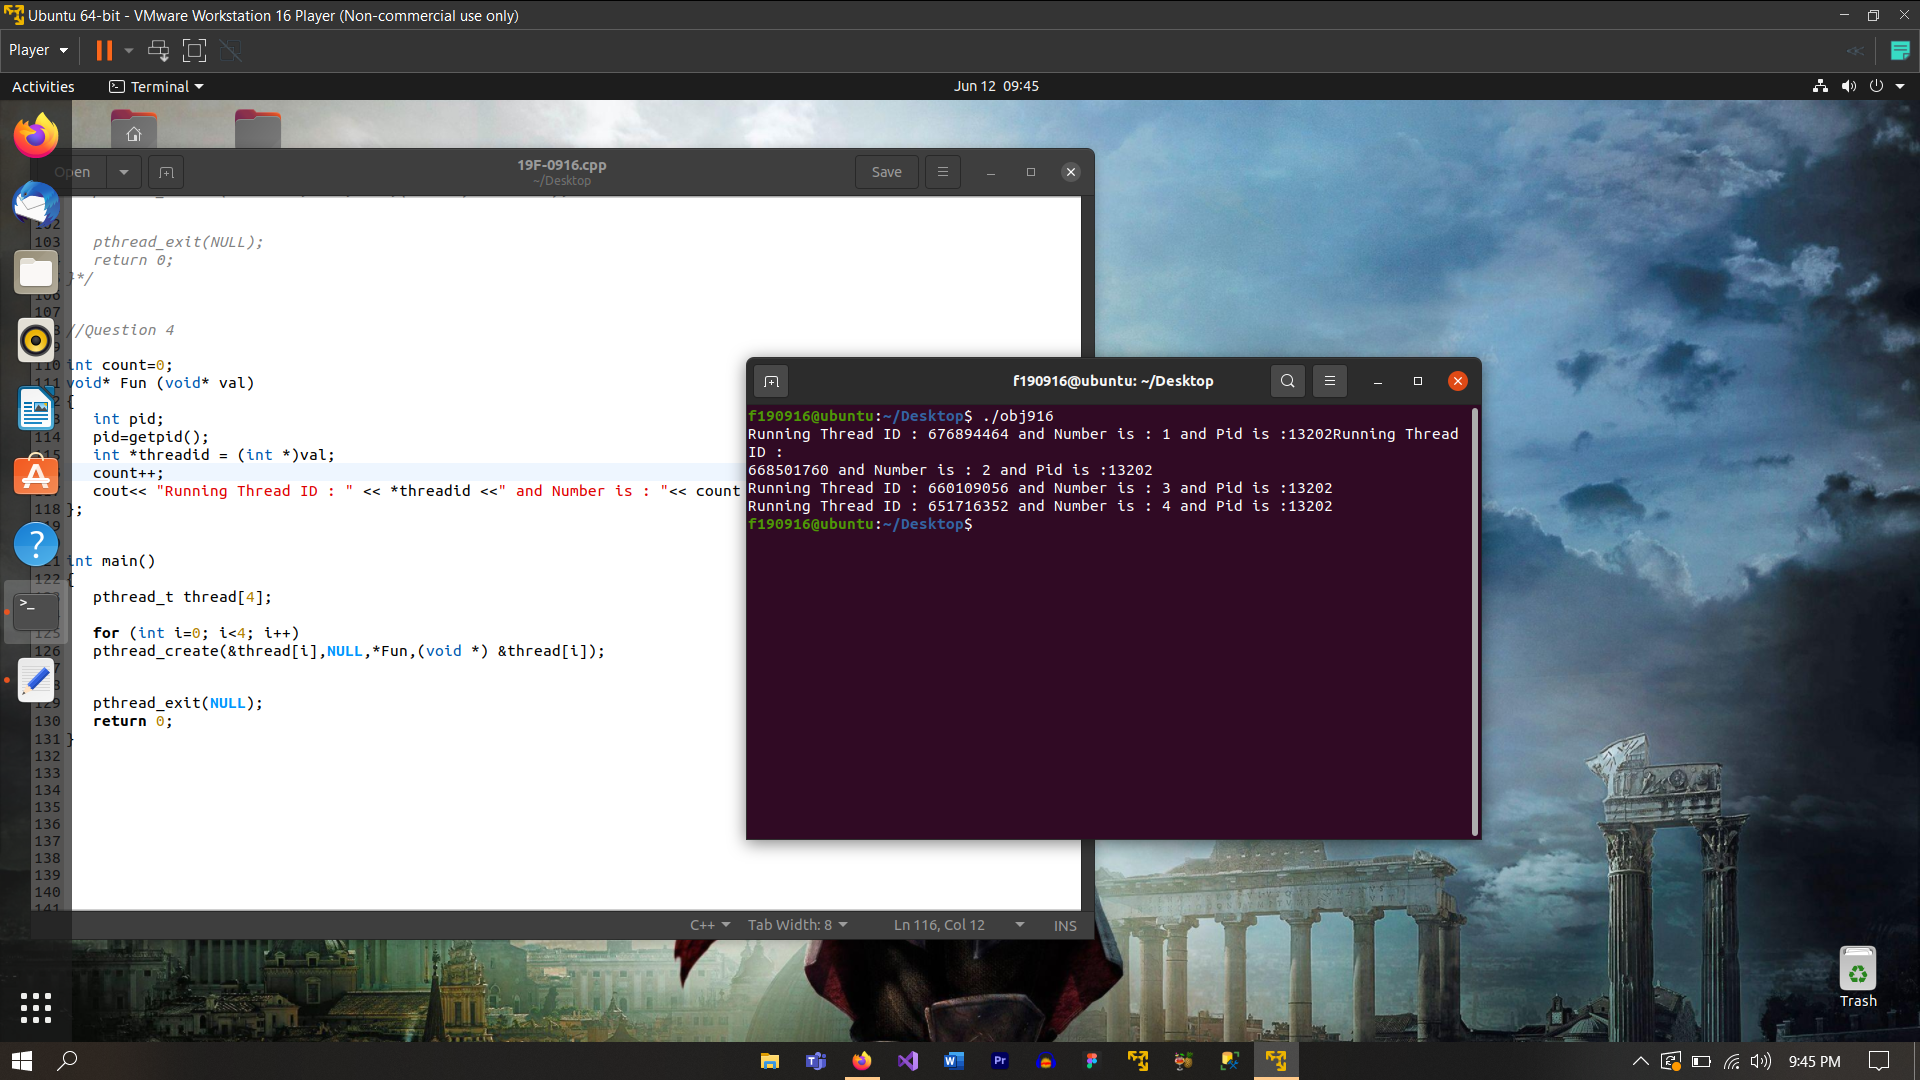 Ubuntu 64-bit - VMware Workstation 16 Player (Non-commercial use only)
Player
Activities
Terminal
Jun 12 09:45
Open
19F-0916.cpp
~/Desktop
Save
102
103 pthread_exit(NULL);
return 0;
}*/
106
107
//Question 4
110 int count=0;
111 void* Fun (void* val)
{
int pid;
114 pid=getpid();
int *threadid = (int *)val;
count++;
cout<< "Running Thread ID : " << *threadid <<" and Number is : "<< count
118 };
int main()
122 {
pthread_t thread[4];
125 for (int i=0; i<4; i++)
126 pthread_create(&thread[i],NULL,*Fun,(void *) &thread[i]);
129 pthread_exit(NULL);
130 return 0;
131 }
132
133
134
135
136
137
138
139
140
141
C++
Tab Width: 8
Ln 116, Col 12
INS
f190916@ubuntu: ~/Desktop
f190916@ubuntu:~/Desktop$ ./obj916
Running Thread ID : 676894464 and Number is : 1 and Pid is :13202Running Thread
ID :
668501760 and Number is : 2 and Pid is :13202
Running Thread ID : 660109056 and Number is : 3 and Pid is :13202
Running Thread ID : 651716352 and Number is : 4 and Pid is :13202
f190916@ubuntu:~/Desktop$
Trash
9:45 PM